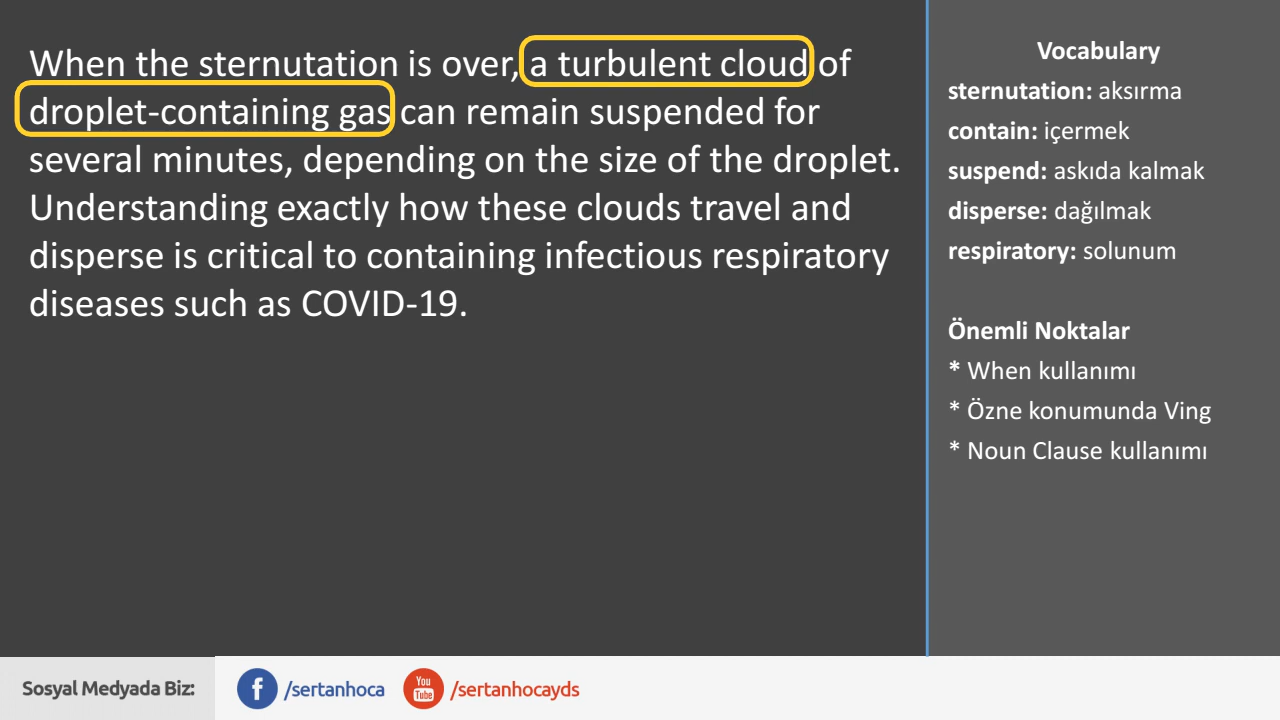 When the sternutation is over, a turbulent cloud of
droplet-containing gas can remain suspended for
several minutes, depending on the size of the droplet.
Understanding exactly how these clouds travel and
disperse is critical to containing infectious respiratory
diseases such as COVID-19.
Vocabulary
sternutation: aksırma
contain: içermek
suspend: askıda kalmak
disperse: dağılmak
respiratory: solunum
Önemli Noktalar
* When kullanımı
* Özne konumunda Ving
* Noun Clause kullanımı
Sosyal Medyada Biz:
f /sertanhoca
You Tube /sertanhocayds